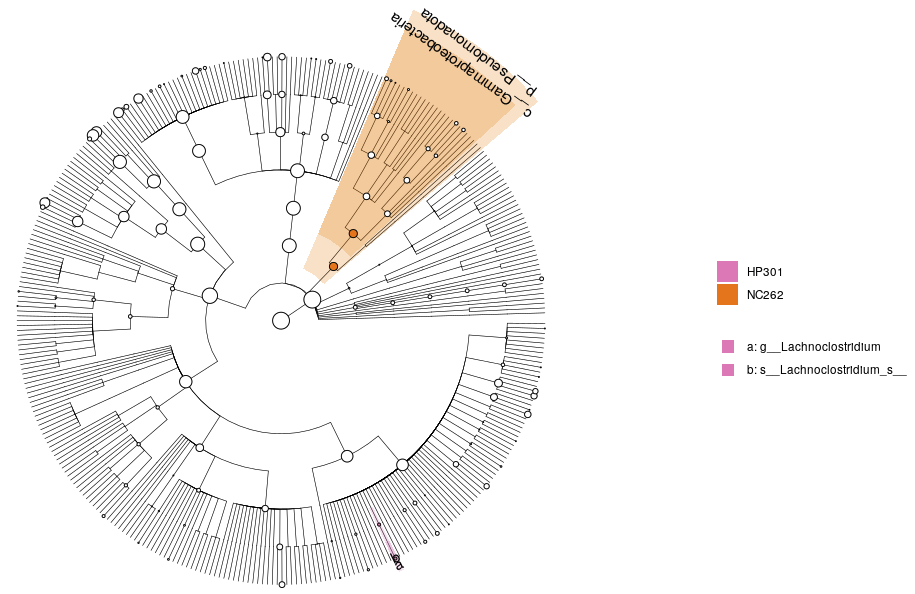 p__Pseudomonadota
c__Gammaproteobacteria
HP301
NC262
a: g__Lachnoclostridium
b: s__Lachnoclostridium_s__